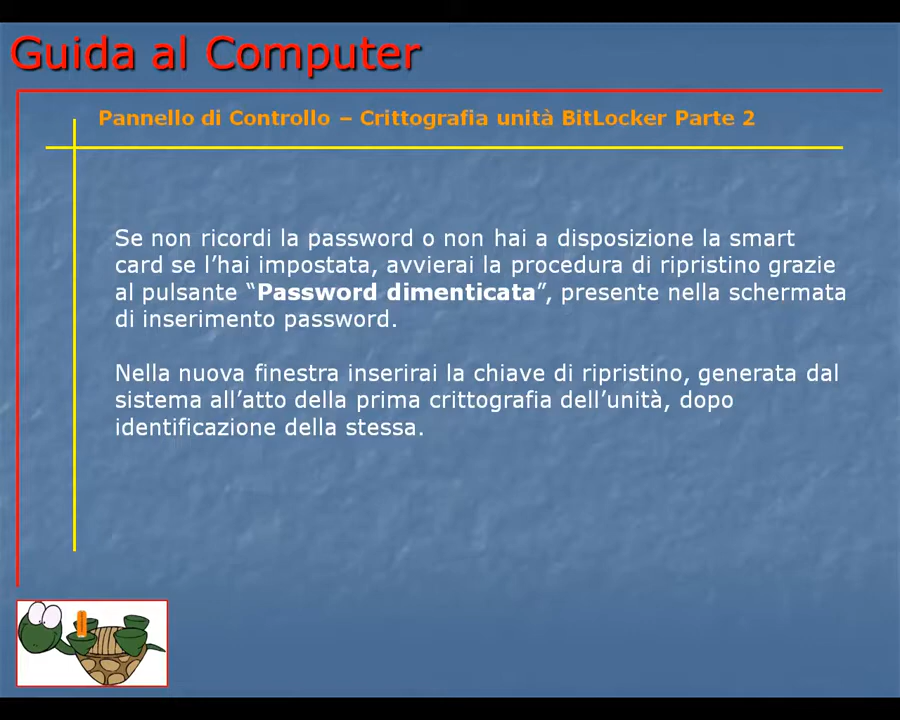 Guida al Computer
Pannello di Controllo – Crittografia unità BitLocker Parte 2
Se non ricordi la password o non hai a disposizione la smart
card se l’hai impostata, avvierai la procedura di ripristino grazie
al pulsante “Password dimenticata”, presente nella schermata
di inserimento password.
Nella nuova finestra inserirai la chiave di ripristino, generata dal
sistema all’atto della prima crittografia dell’unità, dopo
identificazione della stessa.